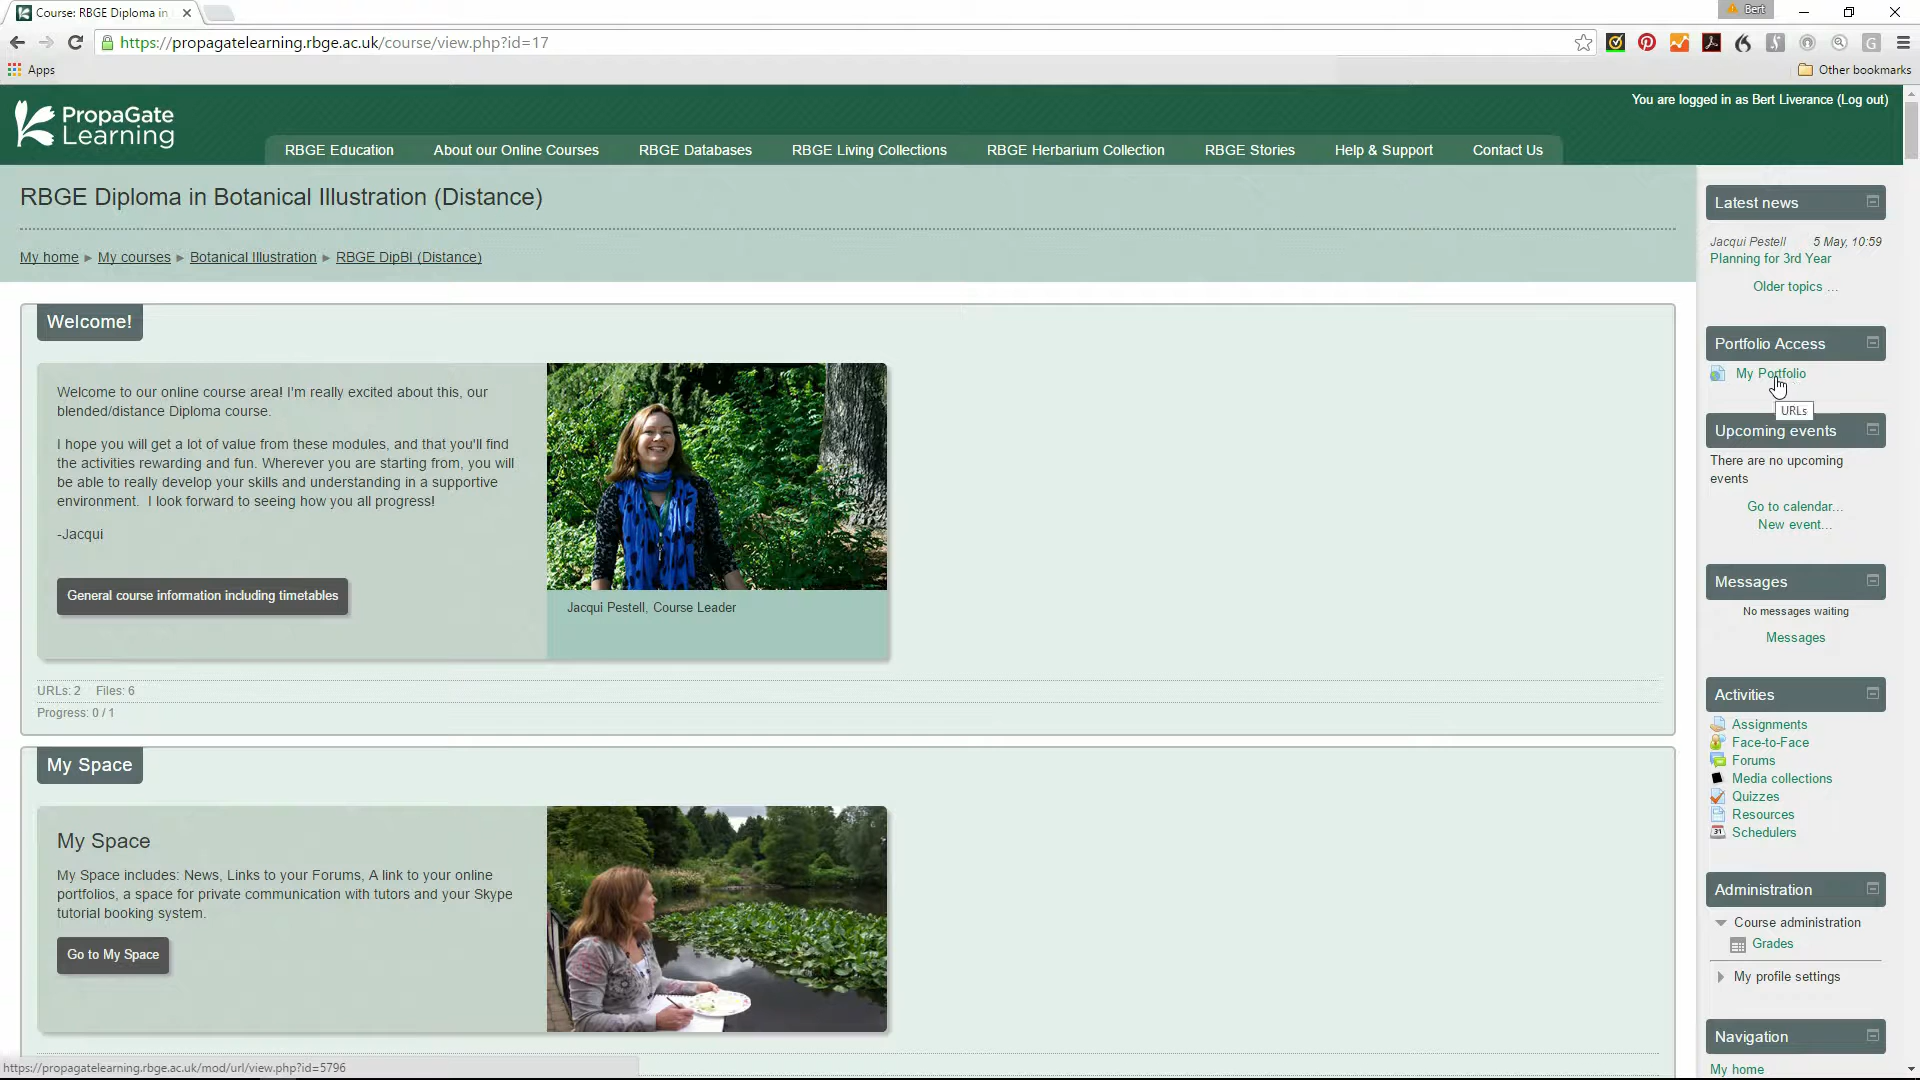 Course: RBGE Diploma in
Bert
https://propagatelearning.rbge.ac.uk/course/view.php?id=17
Apps
Other bookmarks
PropaGate
Learning
You are logged in as Bert Liverance (Log out)
RBGE Education
About our Online Courses
RBGE Databases
RBGE Living Collections
RBGE Herbarium Collection
RBGE Stories
Help & Support
Contact Us
RBGE Diploma in Botanical Illustration (Distance)
My home ► My courses ► Botanical Illustration ► RBGE DipBI (Distance)
Welcome!
Welcome to our online course area! I'm really excited about this, our
blended/distance Diploma course.
I hope you will get a lot of value from these modules, and that you'll find
the activities rewarding and fun. Wherever you are starting from, you will
be able to really develop your skills and understanding in a supportive
environment.  I look forward to seeing how you all progress!
-Jacqui
General course information including timetables
Jacqui Pestell, Course Leader
URLs: 2 Files: 6
Progress: 0 / 1
My Space
My Space
My Space includes: News, Links to your Forums, A link to your online
portfolios, a space for private communication with tutors and your Skype
tutorial booking system.
Go to My Space
Latest news
Jacqui Pestell 5 May, 10:59
Planning for 3rd Year
Older topics ...
Portfolio Access
My Portfolio
URLs
Upcoming events
There are no upcoming
events
Go to calendar...
New event...
Messages
No messages waiting
Messages
Activities
Assignments
Face-to-Face
Forums
Media collections
Quizzes
Resources
31 Schedulers
Administration
Course administration
Grades
My profile settings
Navigation
My home
https://propagatelearning.rbge.ac.uk/mod/url/view.php?id=5796